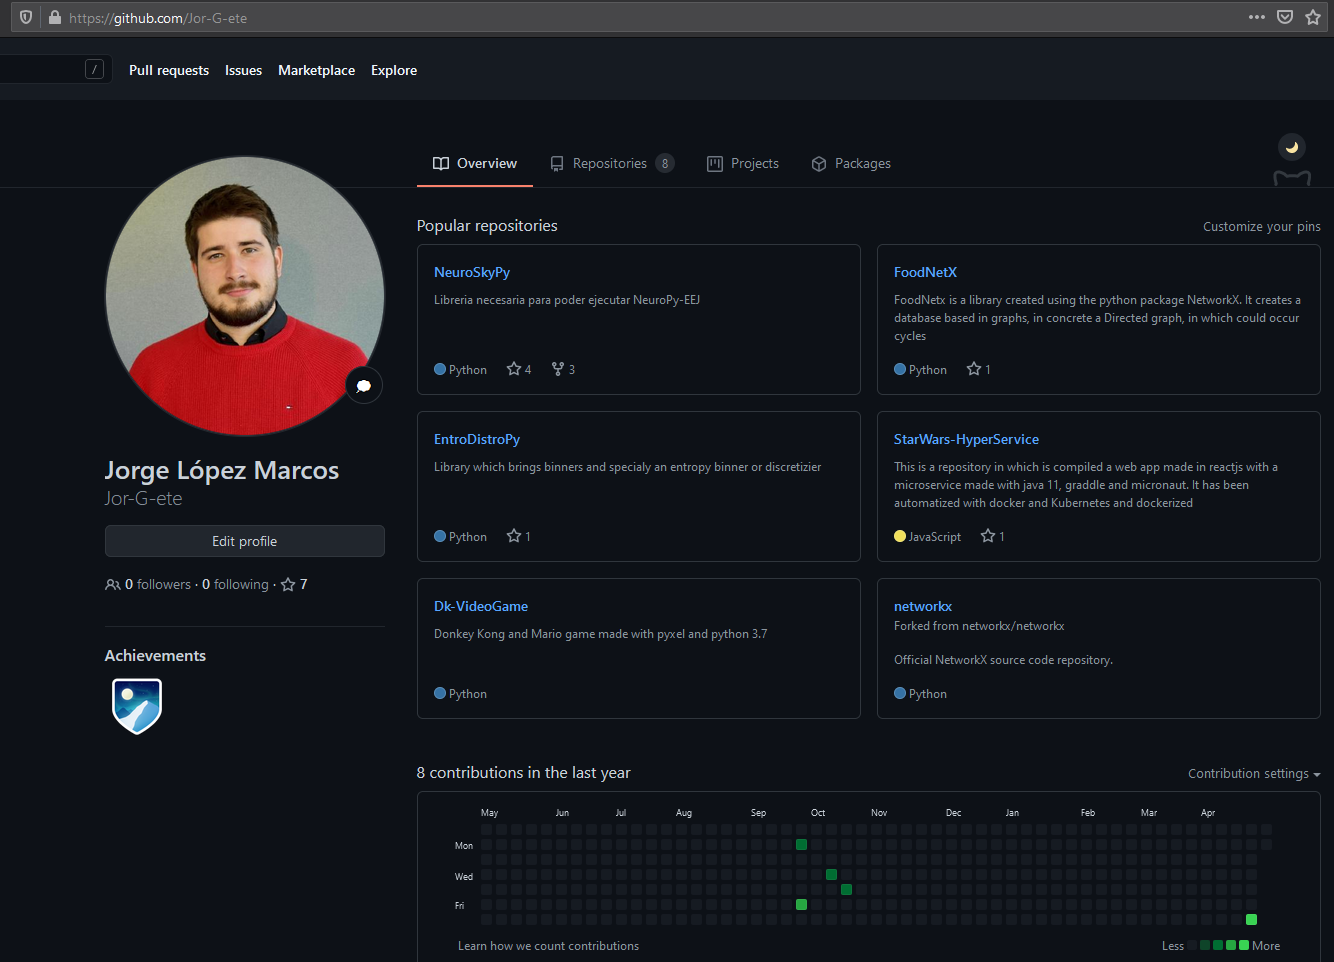 https://github.com/Jor-G-ete
/
Pull requests Issues Marketplace Explore
Overview Repositories 8 Projects Packages
Jorge López Marcos
Jor-G-ete
Edit profile
0 followers · 0 following · 7
Achievements
Popular repositories
Customize your pins
NeuroSkyPy
Libreria necesaria para poder ejecutar NeuroPy-EEJ
Python 4 3
FoodNetX
FoodNetx is a library created using the python package NetworkX. It creates a
database based in graphs, in concrete a Directed graph, in which could occur
cycles
Python 1
EntroDistroPy
Library which brings binners and specialy an entropy binner or discretizier
Python 1
StarWars-HyperService
This is a repository in which is compiled a web app made in reactjs with a
microservice made with java 11, graddle and micronaut. It has been
automatized with docker and Kubernetes and dockerized
JavaScript 1
Dk-VideoGame
Donkey Kong and Mario game made with pyxel and python 3.7
Python
networkx
Forked from networkx/networkx
Official NetworkX source code repository.
Python
8 contributions in the last year
Contribution settings
May Jun Jul Aug Sep Oct Nov Dec Jan Feb Mar Apr
Mon
Wed
Fri
Learn how we count contributions
Less More